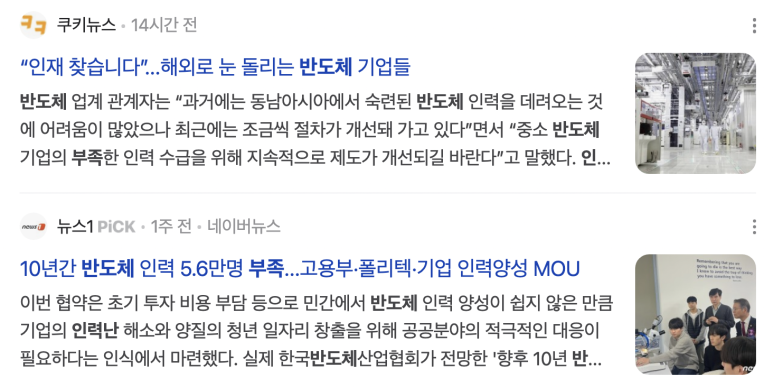 쿠키뉴스 · 14시간 전
“인재 찾습니다”...해외로 눈 돌리는 반도체 기업들
반도체 업계 관계자는 “과거에는 동남아시아에서 숙련된 반도체 인력을 데려오는 것
에 어려움이 많았으나 최근에는 조금씩 절차가 개선돼 가고 있다”면서 “중소 반도체
기업의 부족한 인력 수급을 위해 지속적으로 제도가 개선되길 바란다”고 말했다. 인...
news1 뉴스1 PiCK · 1주 전 · 네이버뉴스
10년간 반도체 인력 5.6만명 부족...고용부·폴리텍·기업 인력양성 MOU
이번 협약은 초기 투자 비용 부담 등으로 민간에서 반도체 인력 양성이 쉽지 않은 만큼
기업의 인력난 해소와 양질의 청년 일자리 창출을 위해 공공분야의 적극적인 대응이
필요하다는 인식에서 마련했다. 실제 한국반도체산업협회가 전망한 '향후 10년 반...